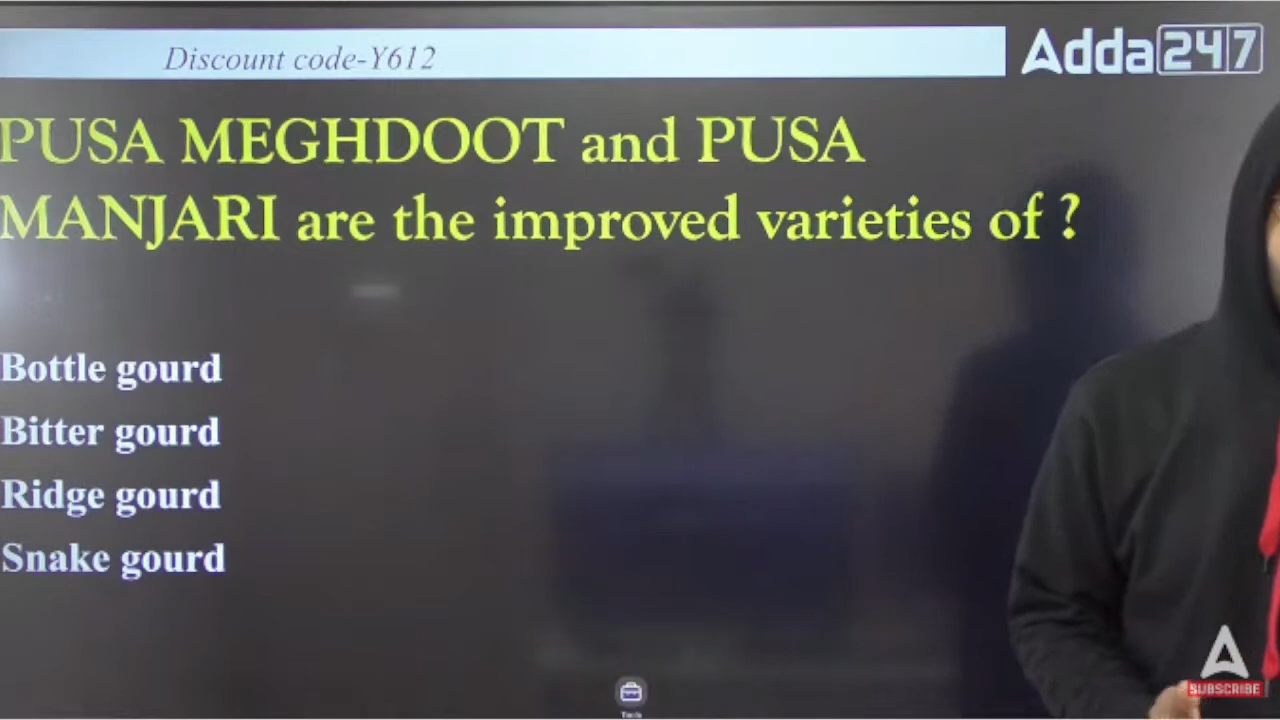 Discount code-Y612
Adda247
PUSA MEGHDOOT and PUSA
MANJARI are the improved varieties of ?
Bottle gourd
Bitter gourd
Ridge gourd
Snake gourd
SUBSCRIBE
Tools